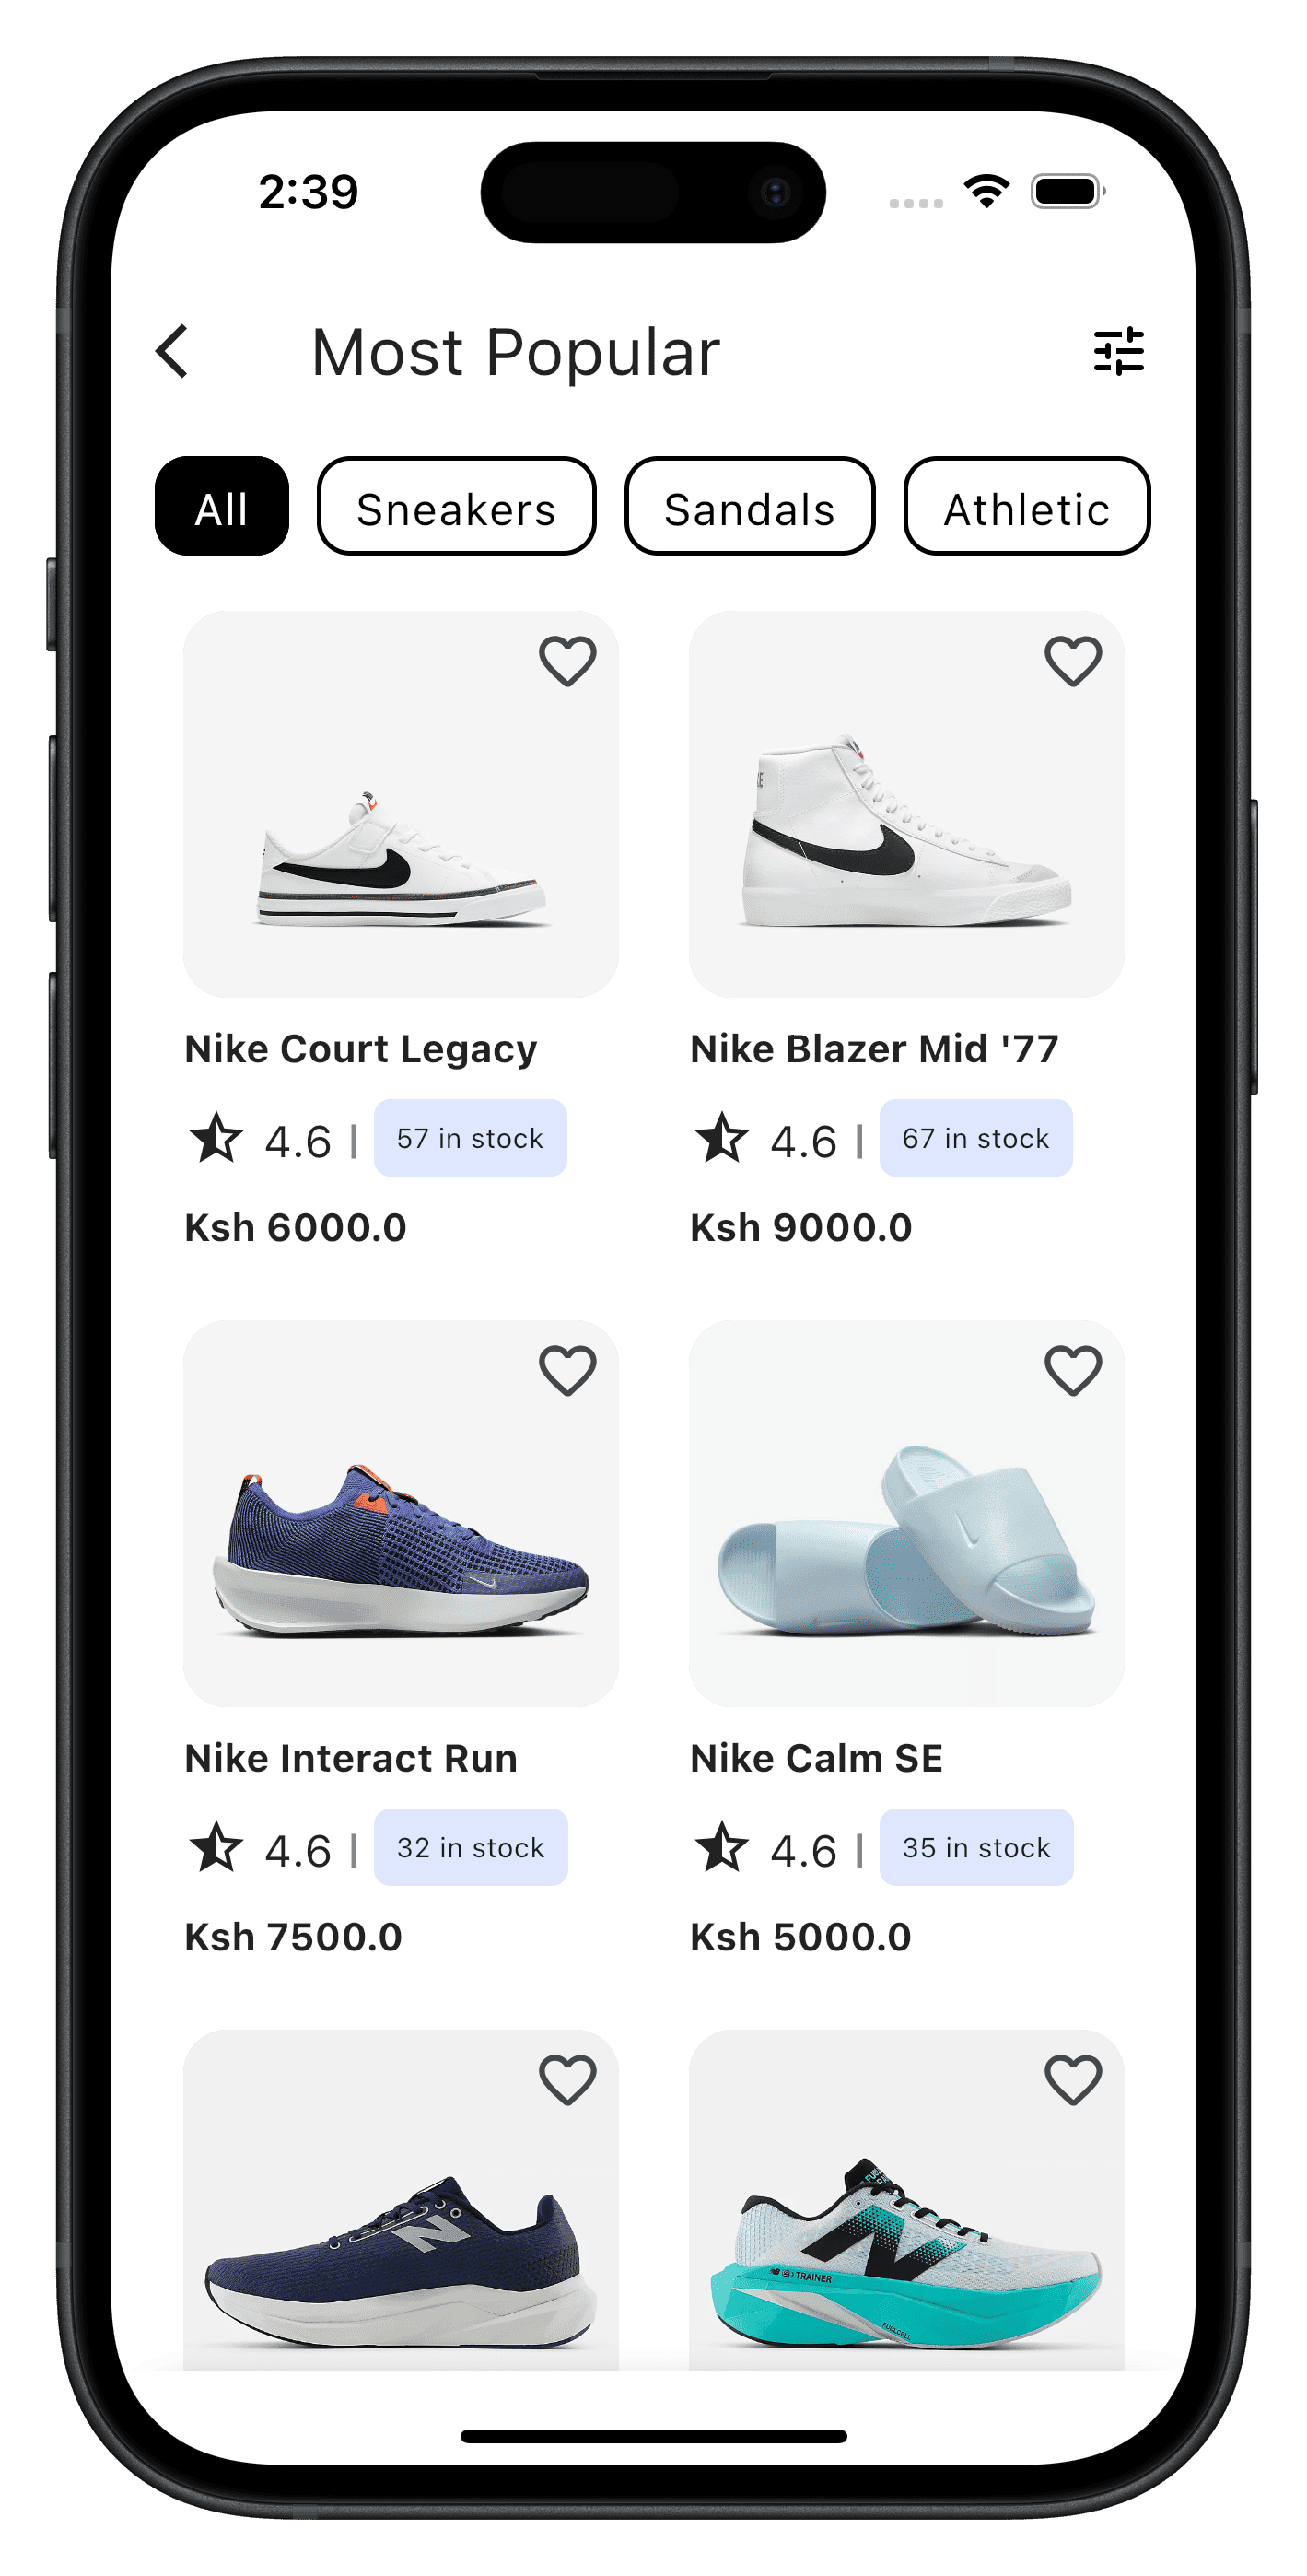 2:39
Most Popular
All Sneakers Sandals Athletic
Nike Court Legacy Nike Blazer Mid '77
4.6 | 57 in stock 4.6 | 67 in stock
Ksh 6000.0 Ksh 9000.0
Nike Interact Run Nike Calm SE
4.6 | 32 in stock 4.6 | 35 in stock
Ksh 7500.0 Ksh 5000.0
TRAINER